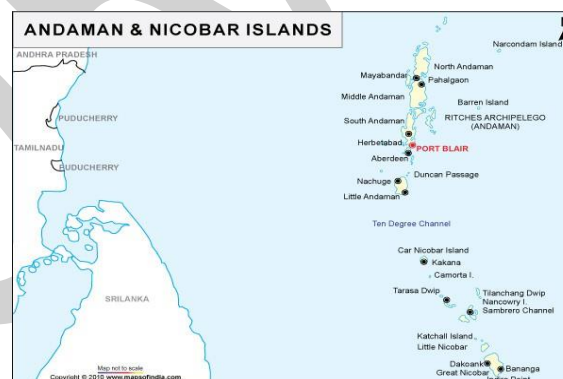 ANDAMAN & NICOBAR ISLANDS
ANDHRA PRADESH
Narcondam Island
North Andaman
Mayabandar
Pahalgaon
Middle Andaman
Barren Island
PUDUCHERRY
South Andaman
RITCHES ARCHIPELEGO
(ANDAMAN)
Herbetabad
PORT BLAIR
TAMILNADU
Aberdeen
PUDUCHERRY
Duncan Passage
Nachuge
Little Andaman
Ten Degree Channel
Car Nicobar Island
Kakana
Camorta I.
Tarasa Dwip
Tilanchang Dwip
Nancowry I.
Sambrero Channel
SRILANKA
Katchall Island
Little Nicobar
Dakoank
Bananga
Great Nicobar
Map not to scale
Copyright © 2010 www.mapsofindia.com